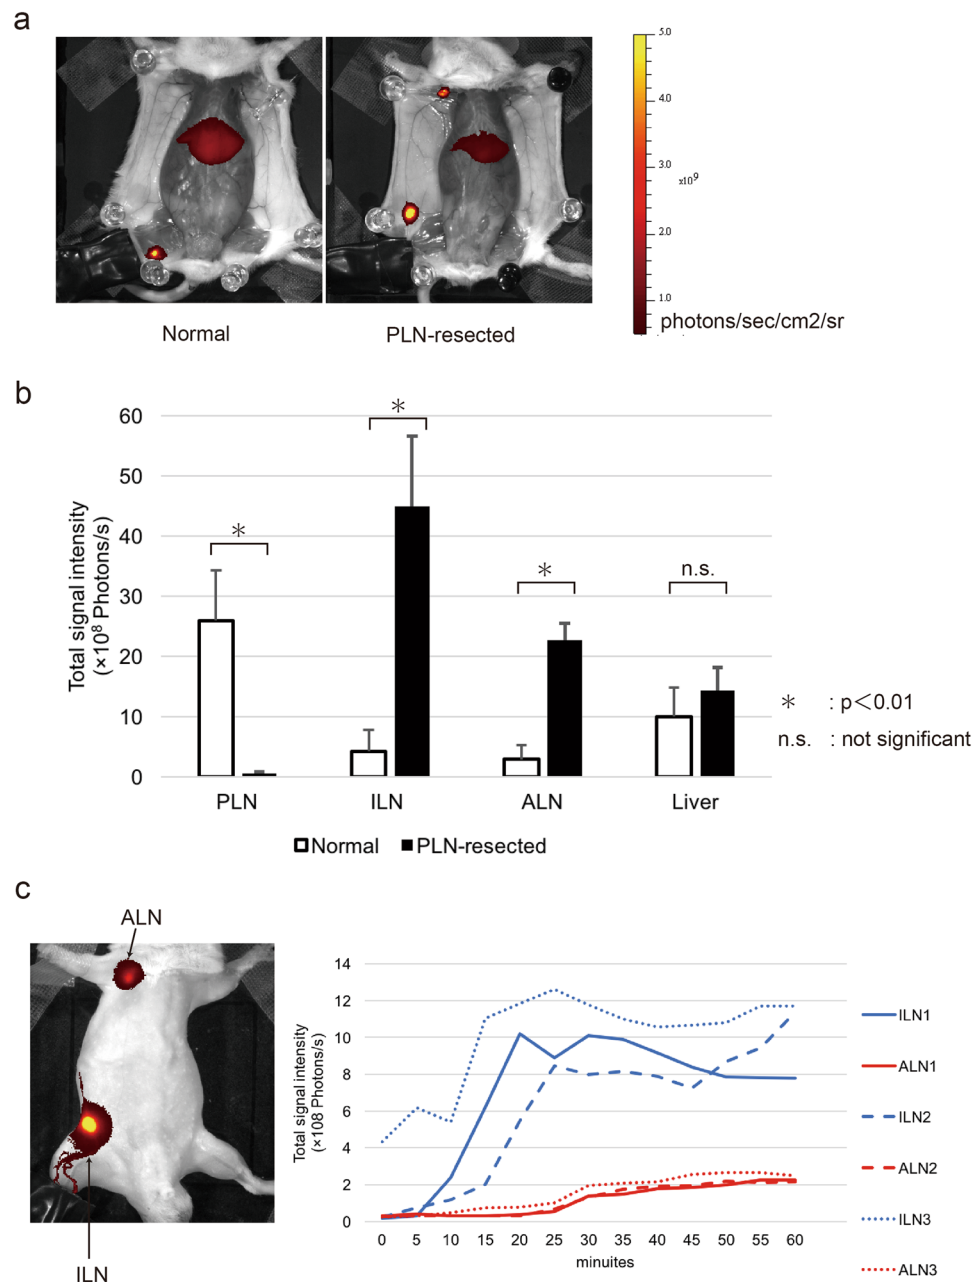 a
5.0
4.0
3.0
x10⁹
2.0
1.0
photons/sec/cm2/sr
Normal
PLN-resected
b
Total signal intensity
(×10⁸ Photons/s)
60
50
40
30
20
10
0
＊
＊
＊
n.s.
PLN
ILN
ALN
Liver
Normal
PLN-resected
＊ : p＜0.01
n.s. : not significant
c
ALN
ILN
Total signal intensity
(×108 Photons/s)
14
12
10
8
6
4
2
0
0 5 10 15 20 25 30 35 40 45 50 55 60
minuites
ILN1
ALN1
ILN2
ALN2
ILN3
ALN3